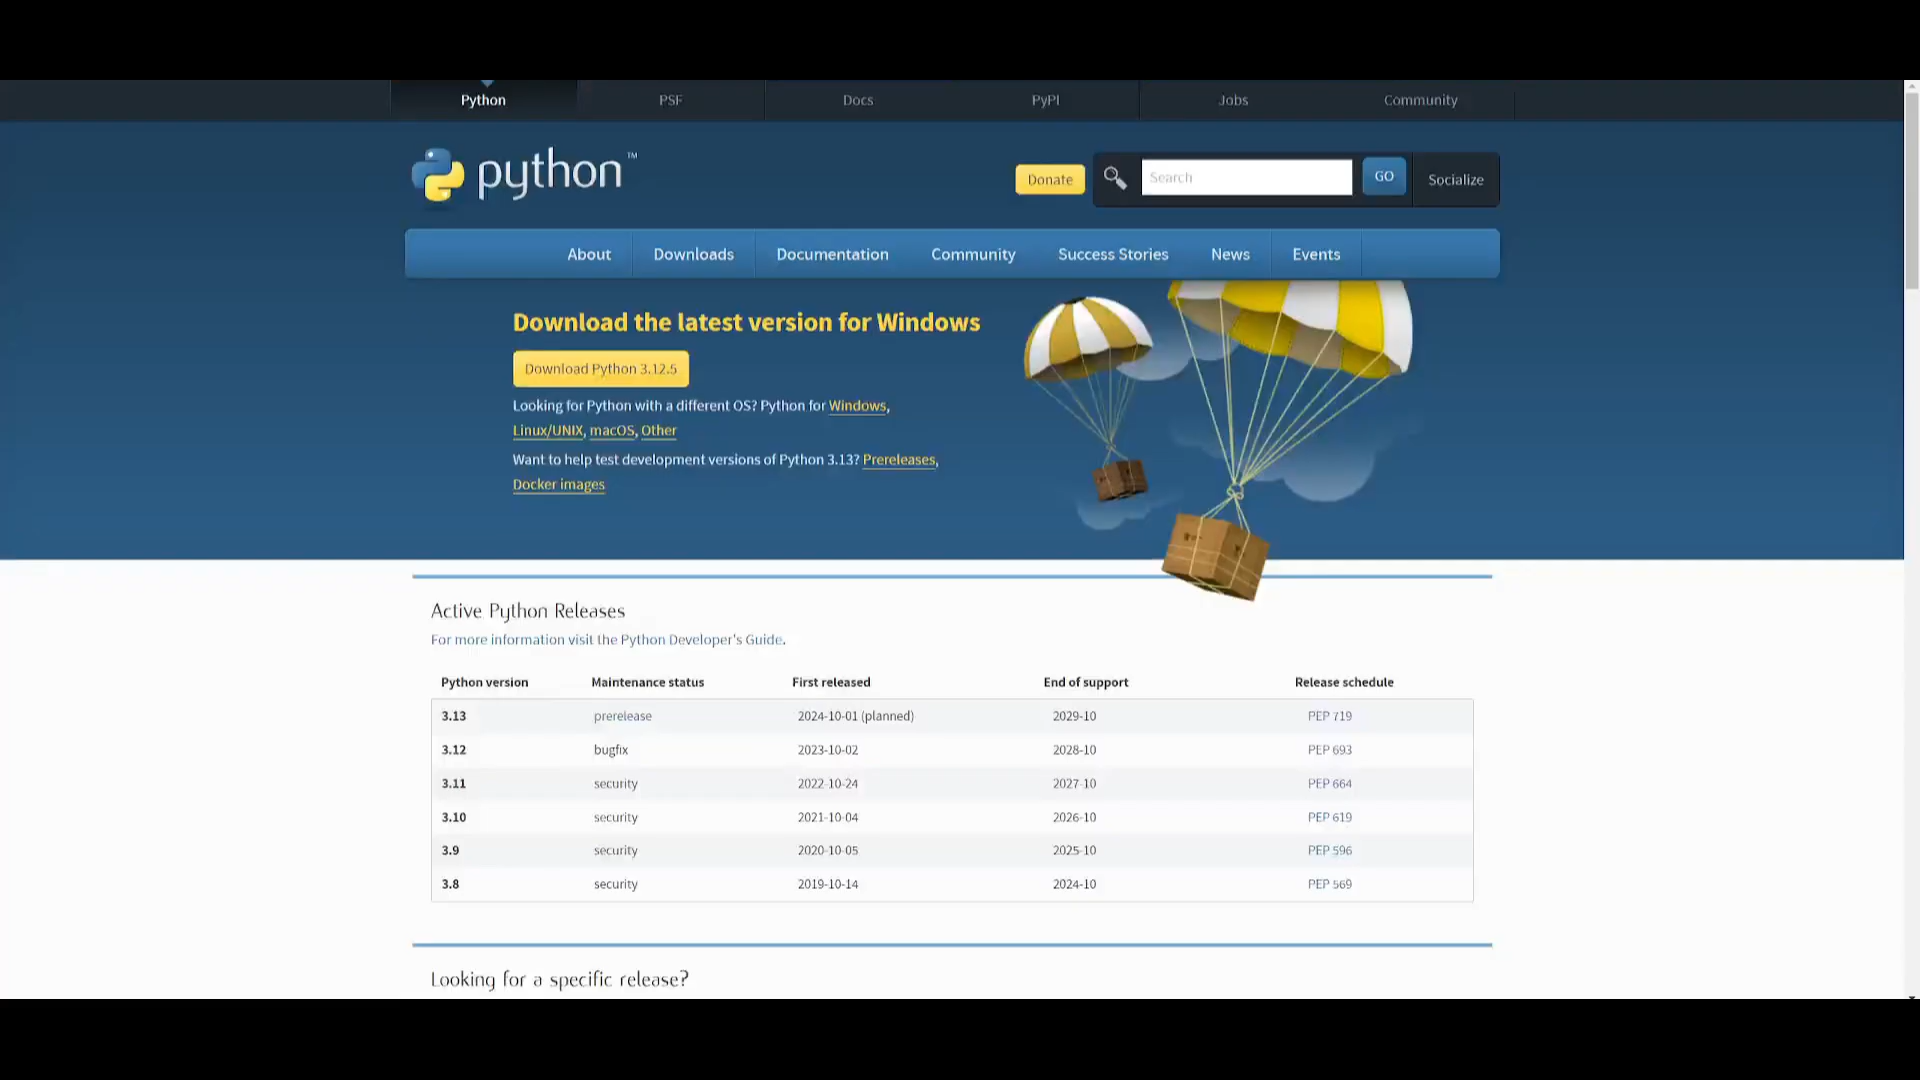 Python PSF Docs PyPI Jobs Community
python™
Donate Search GO Socialize
About Downloads Documentation Community Success Stories News Events
Download the latest version for Windows
Download Python 3.12.5
Looking for Python with a different OS? Python for Windows,
Linux/UNIX, macOS, Other
Want to help test development versions of Python 3.13? Prereleases,
Docker images
Active Python Releases
For more information visit the Python Developer's Guide.
Python version Maintenance status First released End of support Release schedule
3.13 prerelease 2024-10-01 (planned) 2029-10 PEP 719
3.12 bugfix 2023-10-02 2028-10 PEP 693
3.11 security 2022-10-24 2027-10 PEP 664
3.10 security 2021-10-04 2026-10 PEP 619
3.9 security 2020-10-05 2025-10 PEP 596
3.8 security 2019-10-14 2024-10 PEP 569
Looking for a specific release?